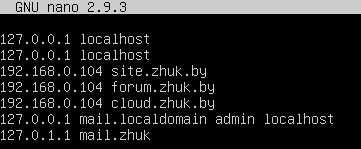 GNU nano 2.9.3
127.0.0.1 localhost
127.0.0.1 localhost
192.168.0.104 site.zhuk.by
192.168.0.104 forum.zhuk.by
192.168.0.104 cloud.zhuk.by
127.0.0.1 mail.localdomain admin localhost
127.0.1.1 mail.zhuk